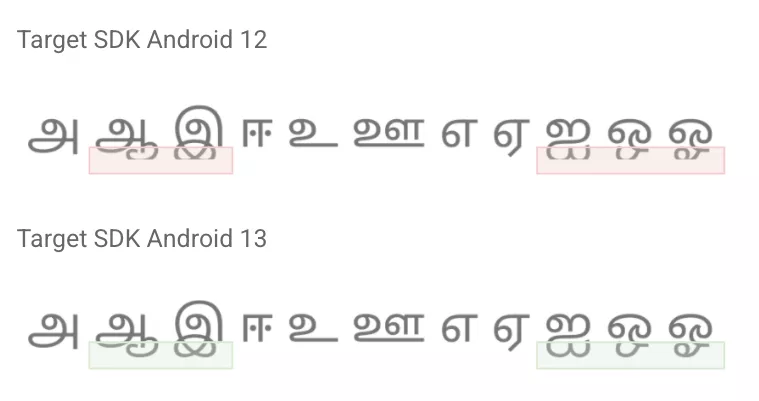 Target SDK Android 12
அ ஆ இ ஈ உ ஊ எ ஏ ஐ ஒ ஓ
Target SDK Android 13
அ ஆ இ ஈ உ ஊ எ ஏ ஐ ஒ ஓ